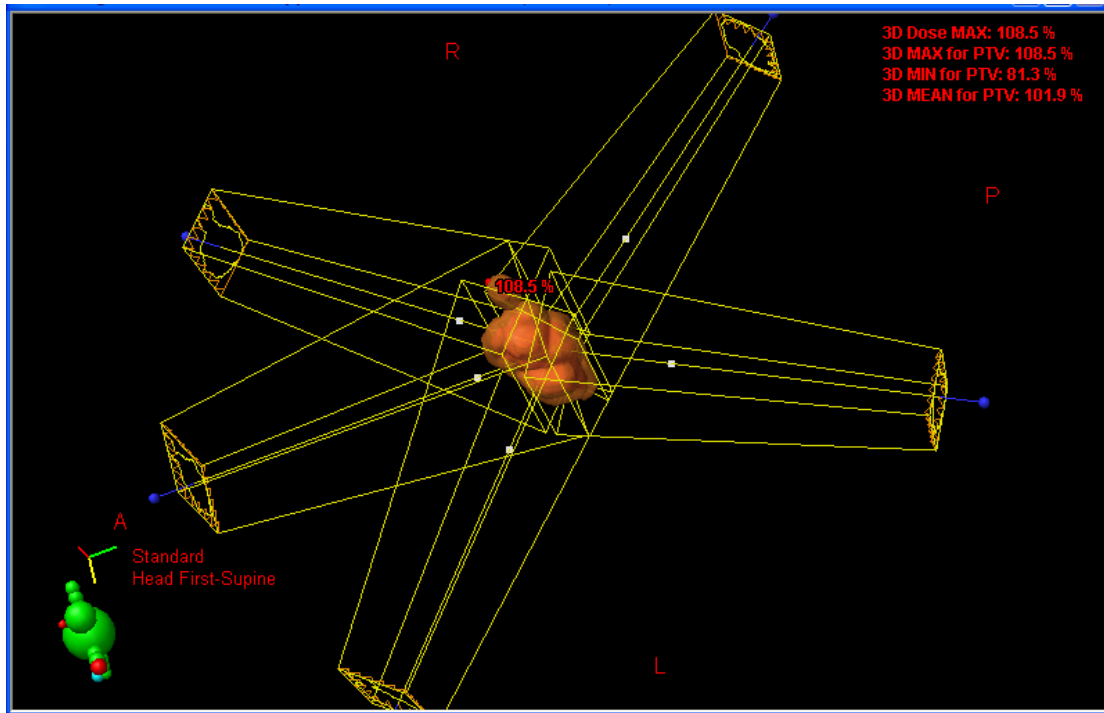 R
3D Dose MAX: 108.5 %
3D MAX for PTV: 108.5 %
3D MIN for PTV: 81.3 %
3D MEAN for PTV: 101.9 %
P
108.5 %
A
Standard
Head First-Supine
L